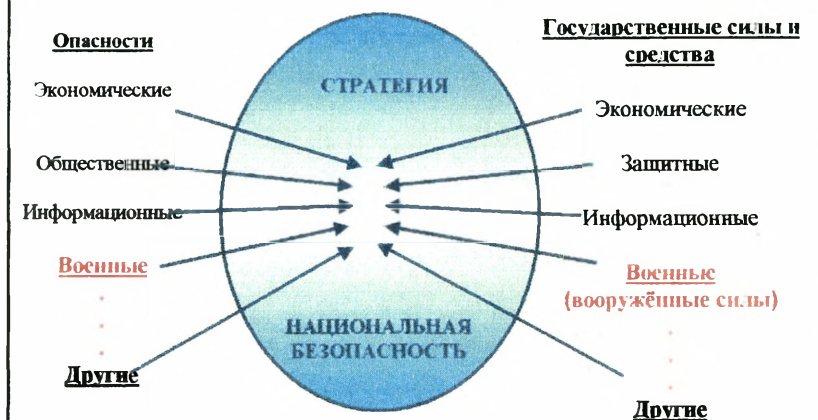 Опасности
Экономические
Общественные
Информационные
Военные
Другие
СТРАТЕГИЯ
НАЦИОНАЛЬНАЯ
БЕЗОПАСНОСТЬ
Государственные силы и
средства
Экономические
Защитные
Информационные
Военные
(вооружённые силы)
Другие